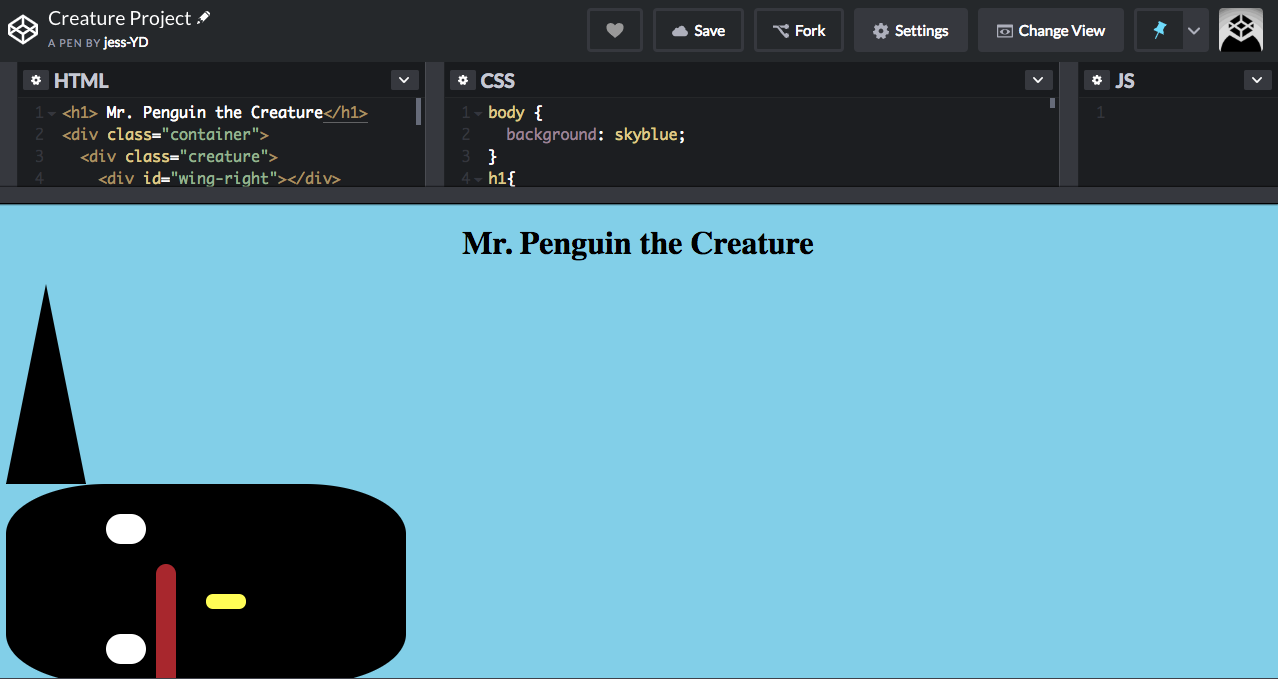 Creature Project
A PEN BY jess-YD
Save
Fork
Settings
Change View
HTML
1 <h1> Mr. Penguin the Creature</h1>
2 <div class="container">
3 <div class="creature">
4 <div id="wing-right"></div>
CSS
1 body {
2 background: skyblue;
3 }
4 h1{
JS
1
Mr. Penguin the Creature